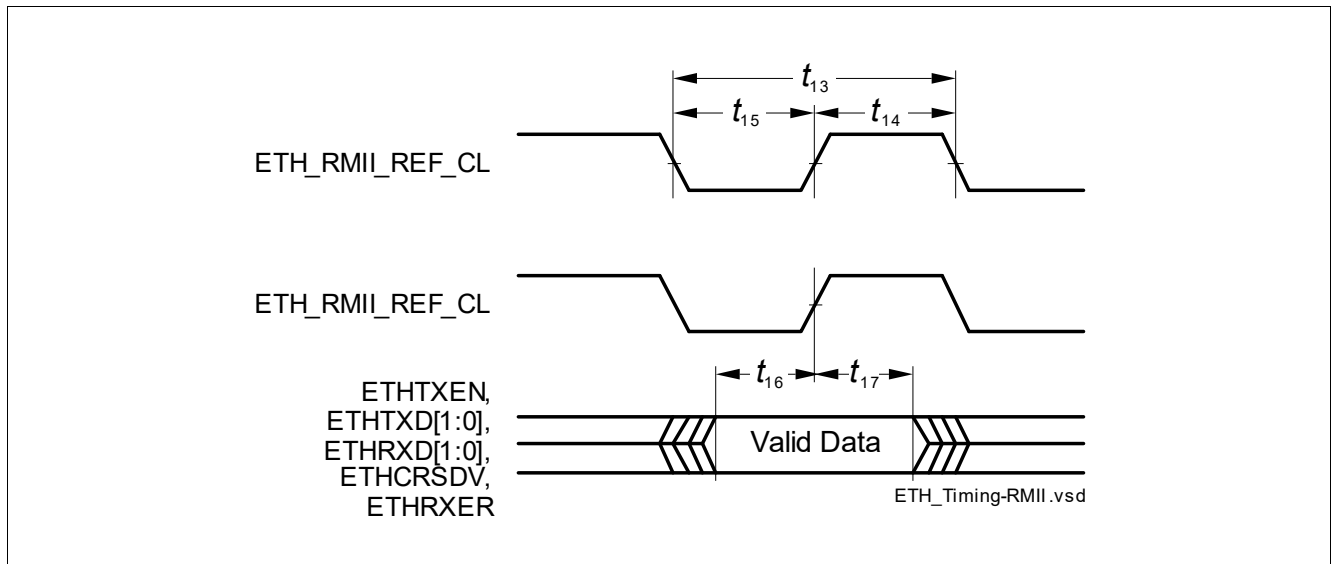 t13
t15
t14
ETH_RMII_REF_CL
ETH_RMII_REF_CL
t16
t17
ETHTXEN,
ETHTXD[1:0],
ETHRXD[1:0],
ETHCRSDV,
ETHRXER
Valid Data
ETH_Timing-RMII.vsd